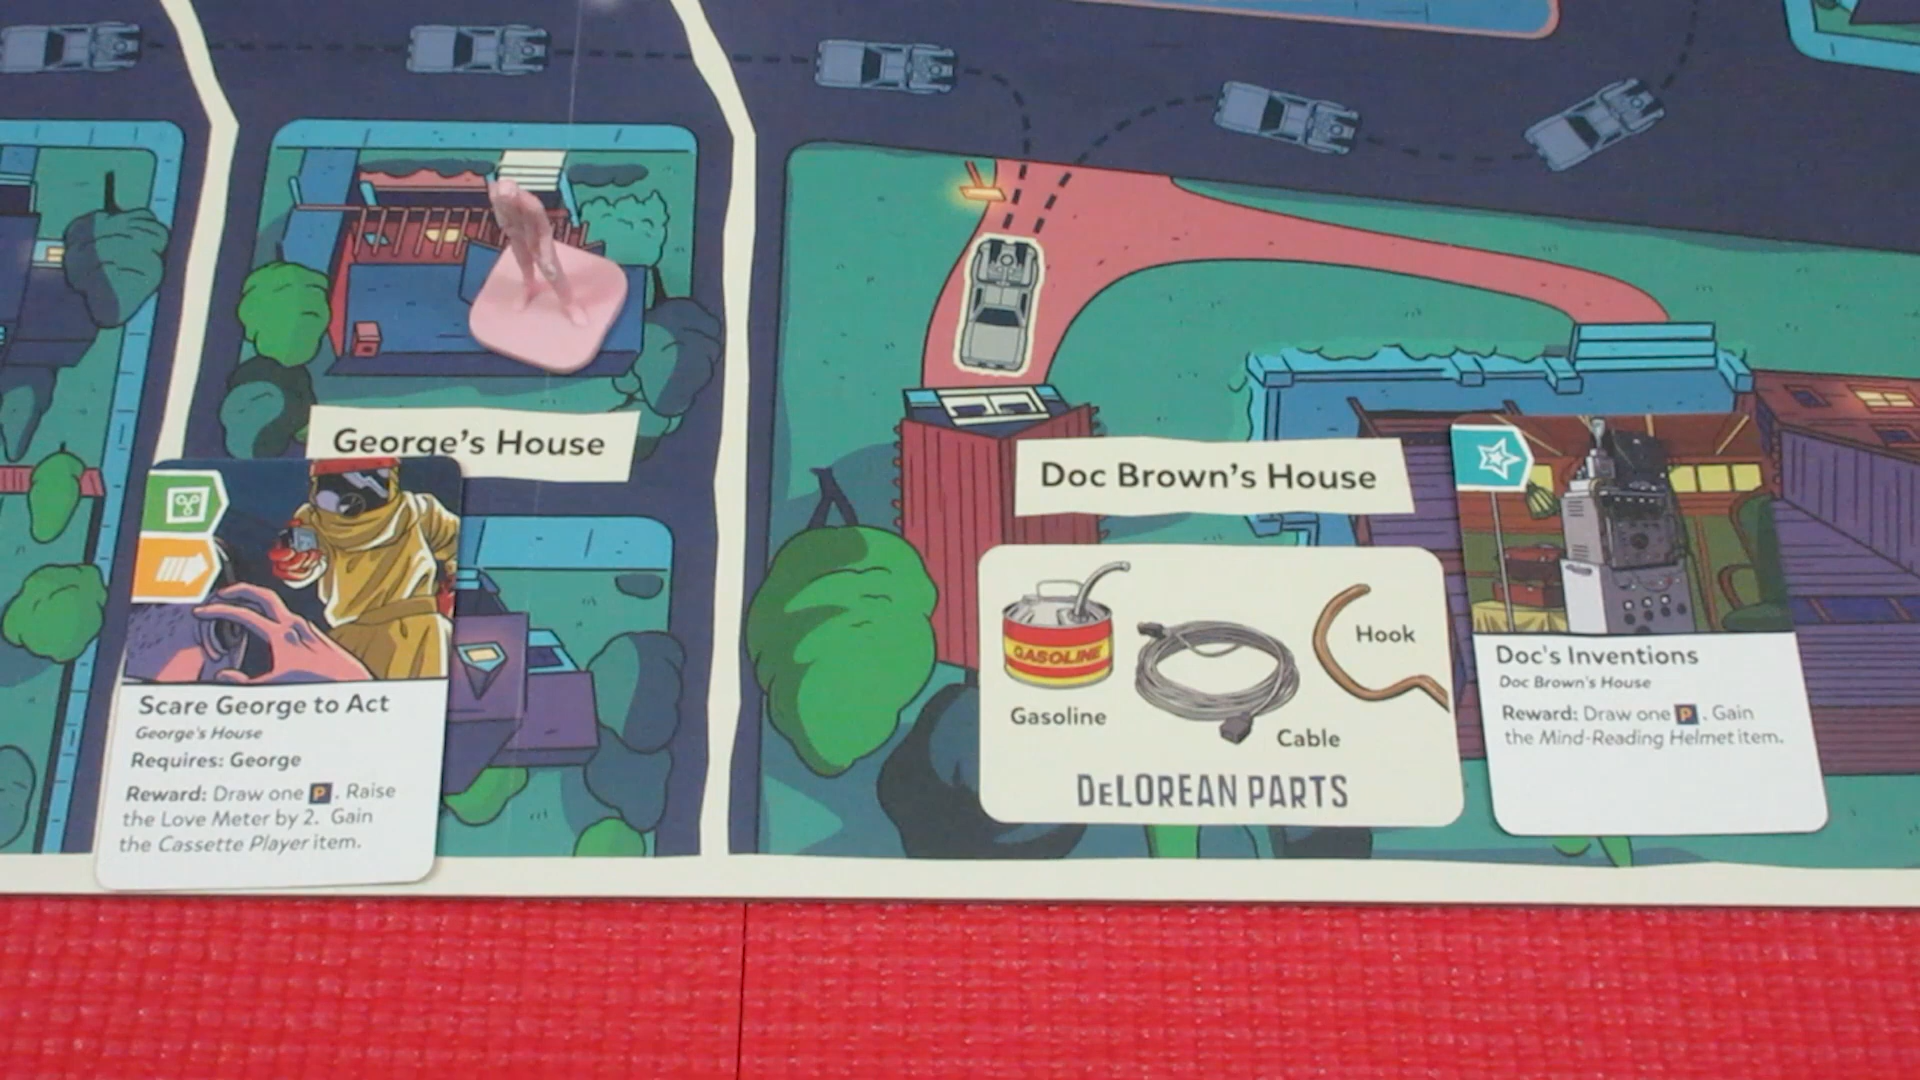 George's House
Scare George to Act
George's House
Requires: George
Reward: Draw one P. Raise
the Love Meter by 2. Gain
the Cassette Player item.
Doc Brown's House
GASOLINE
Gasoline
Cable
Hook
DELOREAN PARTS
Doc's Inventions
Doc Brown's House
Reward: Draw one P. Gain
the Mind-Reading Helmet item.